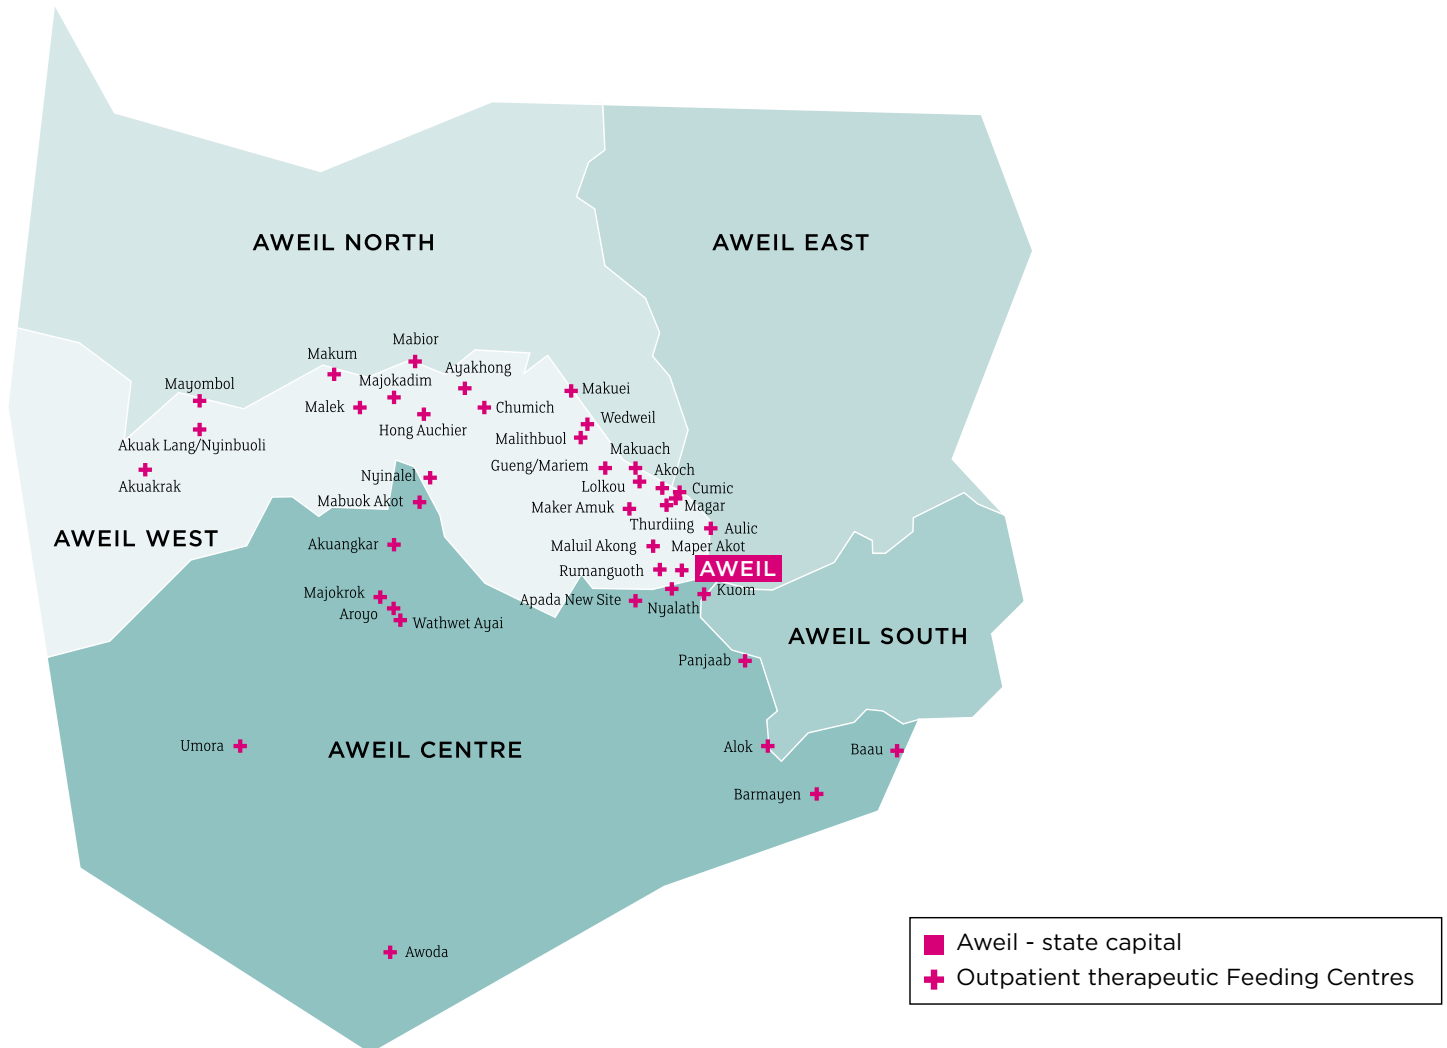 AWEIL NORTH
AWEIL EAST
Mabior
Makum
Ayakhong
Majokadim
Mayombol
Makuei
Malek
Chumich
Wedweil
Hong Auchier
Malithbuol
Akuak Lang/Nyinbuoli
Makuach
Gueng/Mariem
Akoch
Nyinalel
Akuakrak
Lolkou
Cumic
Mabuok Akot
Maker Amuk
Magar
Thurdiing
Aulic
AWEIL WEST
Akuangkar
Maluil Akong
Maper Akot
Rumanguoth
AWEIL
Majokrok
Kuom
Apada New Site
Nyalath
Aroyo
Wathwet Ayai
AWEIL SOUTH
Panjaab
Umora
AWEIL CENTRE
Alok
Baau
Barmayen
Awoda
Aweil - state capital
Outpatient therapeutic Feeding Centres